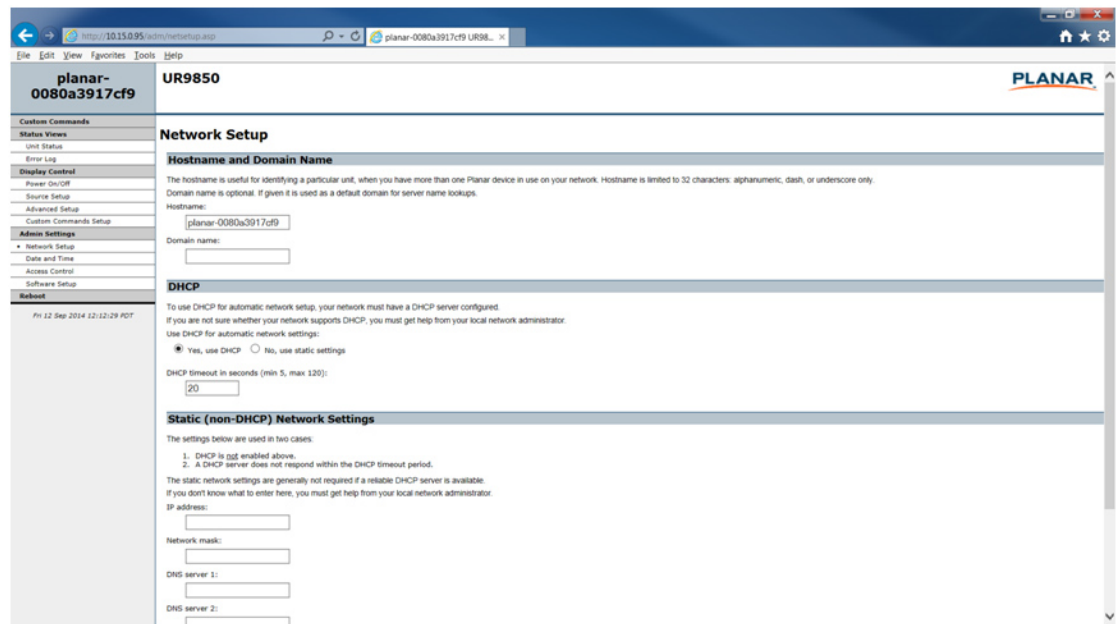 http://10.15.0.95/adm/netsetup.asp
planar-0080a3917cf9 UR98...
File Edit View Favorites Tools Help
planar-
0080a3917cf9
UR9850
PLANAR
Custom Commands
Status Views
Unit Status
Error Log
Display Control
Power On/Off
Source Setup
Advanced Setup
Custom Commands Setup
Admin Settings
Network Setup
Date and Time
Access Control
Software Setup
Reboot
Fri 12 Sep 2014 12:12:29 PDT
Network Setup
Hostname and Domain Name
The hostname is useful for identifying a particular unit, when you have more than one Planar device in use on your network. Hostname is limited to 32 characters: alphanumeric, dash, or underscore only.
Domain name is optional. If given it is used as a default domain for server name lookups.
Hostname:
planar-0080a3917cf9
Domain name:
DHCP
To use DHCP for automatic network setup, your network must have a DHCP server configured.
If you are not sure whether your network supports DHCP, you must get help from your local network administrator.
Use DHCP for automatic network settings:
Yes, use DHCP No, use static settings
DHCP timeout in seconds (min 5, max 120):
20
Static (non-DHCP) Network Settings
The settings below are used in two cases:
1. DHCP is not enabled above.
2. A DHCP server does not respond within the DHCP timeout period.
The static network settings are generally not required if a reliable DHCP server is available.
If you don't know what to enter here, you must get help from your local network administrator.
IP address:
Network mask:
DNS server 1:
DNS server 2: